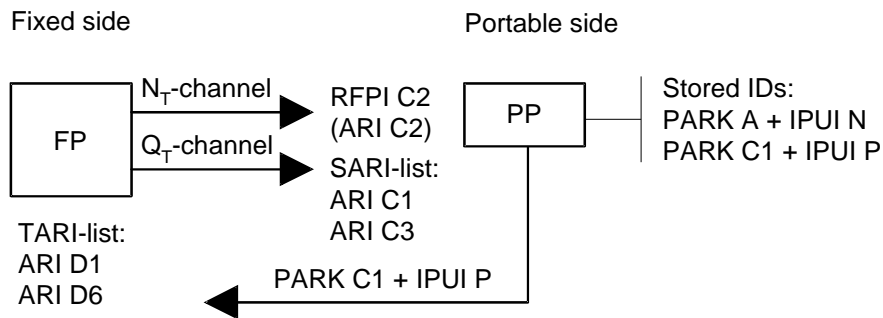 Fixed side
Portable side
N_T-channel
RFPI C2
(ARI C2)
FP
Q_T-channel
SARI-list:
ARI C1
ARI C3
PP
Stored IDs:
PARK A + IPUI N
PARK C1 + IPUI P
TARI-list:
ARI D1
ARI D6
PARK C1 + IPUI P